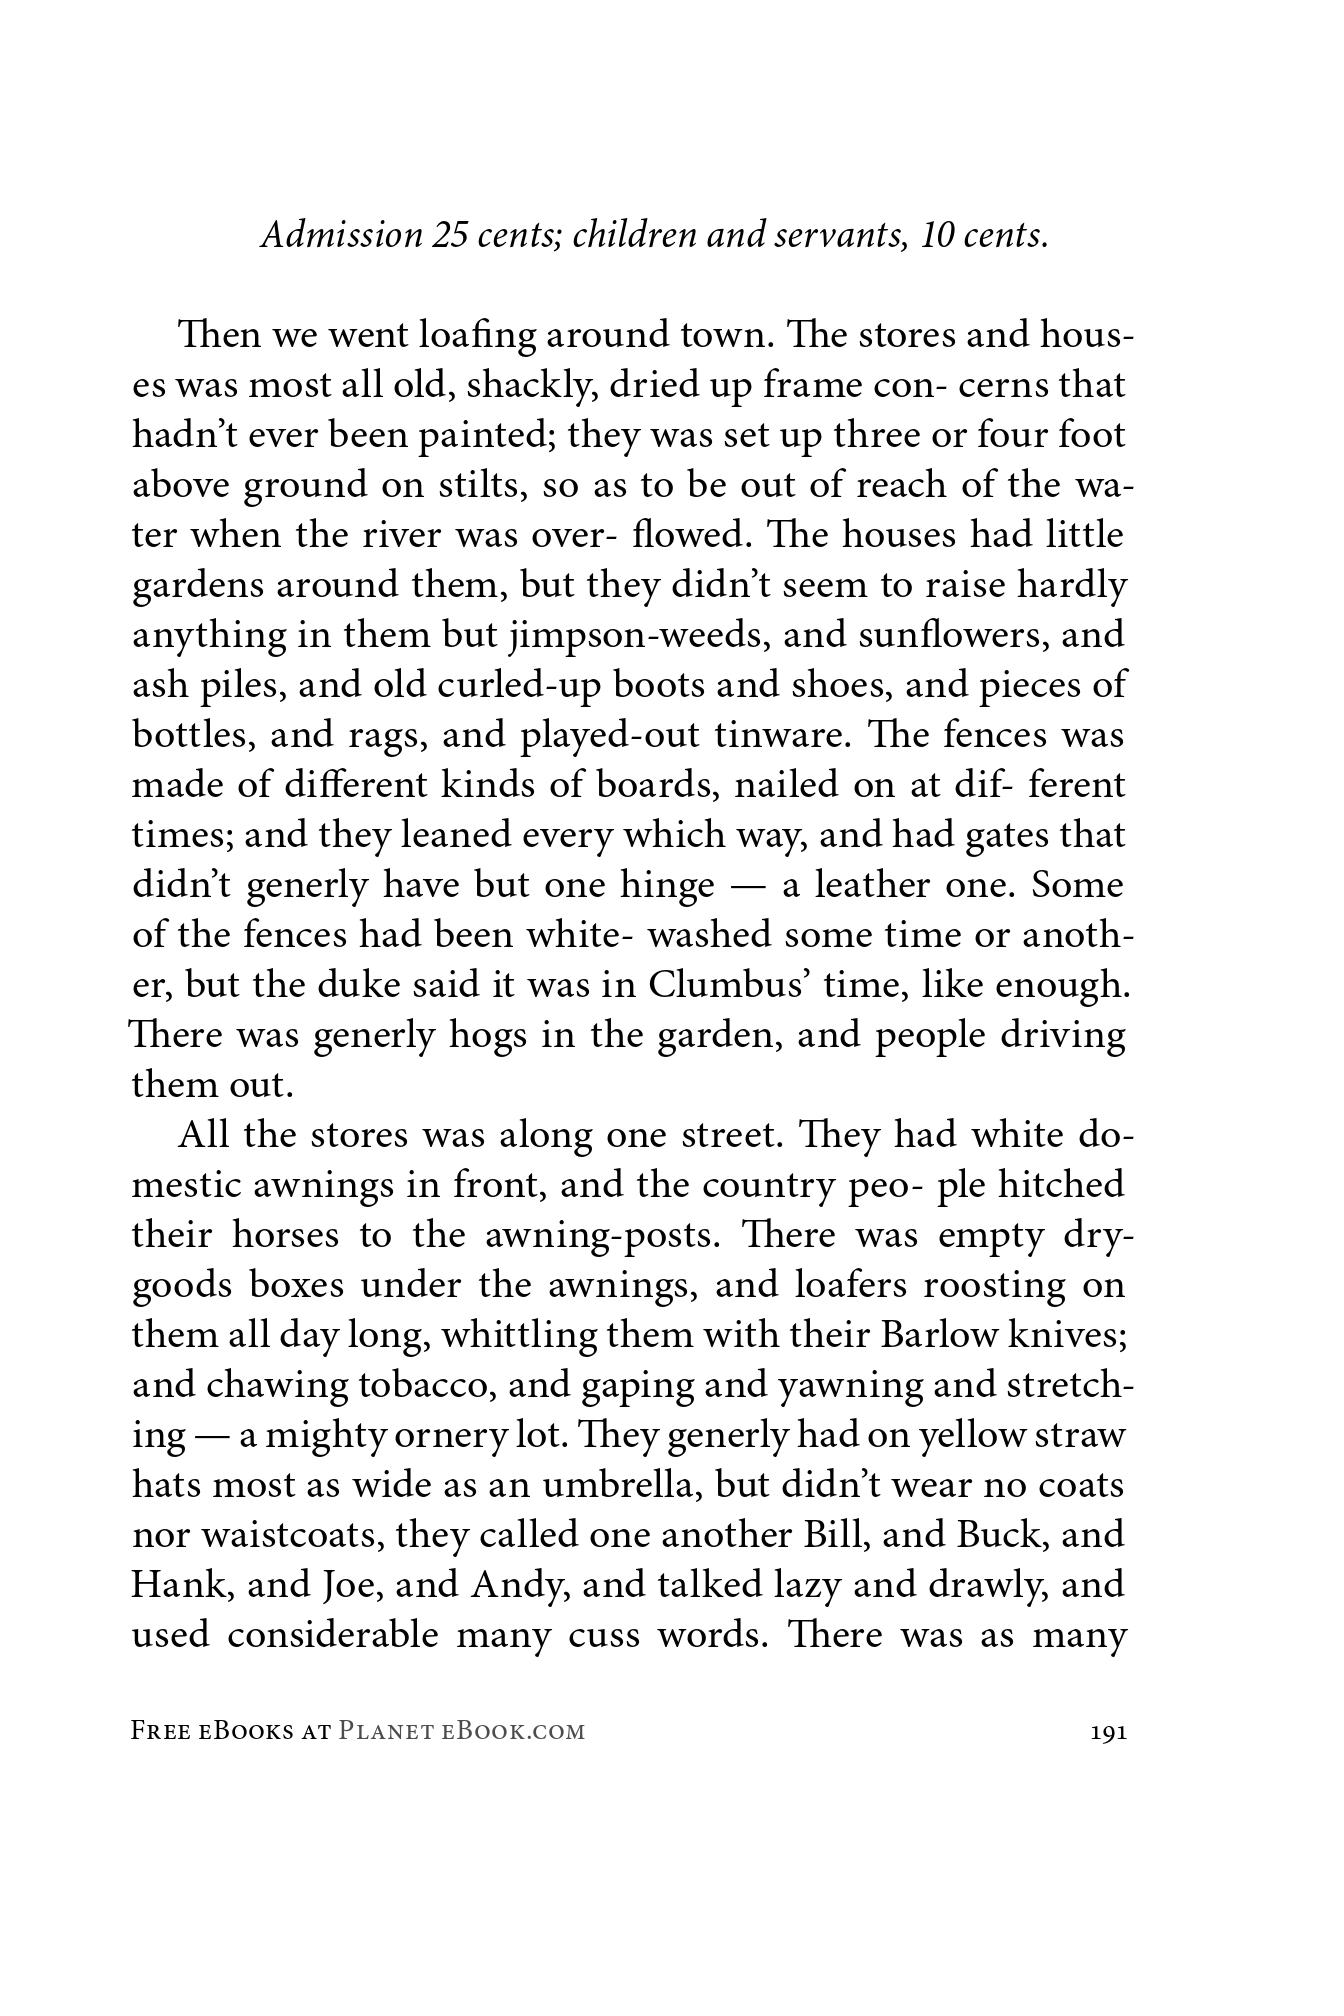 Admission 25 cents; children and servants, 10 cents.
Then we went loafing around town. The stores and hous-
es was most all old, shackly, dried up frame con- cerns that
hadn’t ever been painted; they was set up three or four foot
above ground on stilts, so as to be out of reach of the wa-
ter when the river was over- flowed. The houses had little
gardens around them, but they didn’t seem to raise hardly
anything in them but jimpson-weeds, and sunflowers, and
ash piles, and old curled-up boots and shoes, and pieces of
bottles, and rags, and played-out tinware. The fences was
made of different kinds of boards, nailed on at dif- ferent
times; and they leaned every which way, and had gates that
didn’t generly have but one hinge — a leather one. Some
of the fences had been white- washed some time or anoth-
er, but the duke said it was in Clumbus’ time, like enough.
There was generly hogs in the garden, and people driving
them out.
All the stores was along one street. They had white do-
mestic awnings in front, and the country peo- ple hitched
their horses to the awning-posts. There was empty dry-
goods boxes under the awnings, and loafers roosting on
them all day long, whittling them with their Barlow knives;
and chawing tobacco, and gaping and yawning and stretch-
ing — a mighty ornery lot. They generly had on yellow straw
hats most as wide as an umbrella, but didn’t wear no coats
nor waistcoats, they called one another Bill, and Buck, and
Hank, and Joe, and Andy, and talked lazy and drawly, and
used considerable many cuss words. There was as many
Free eBooks at Planet eBook.com 191